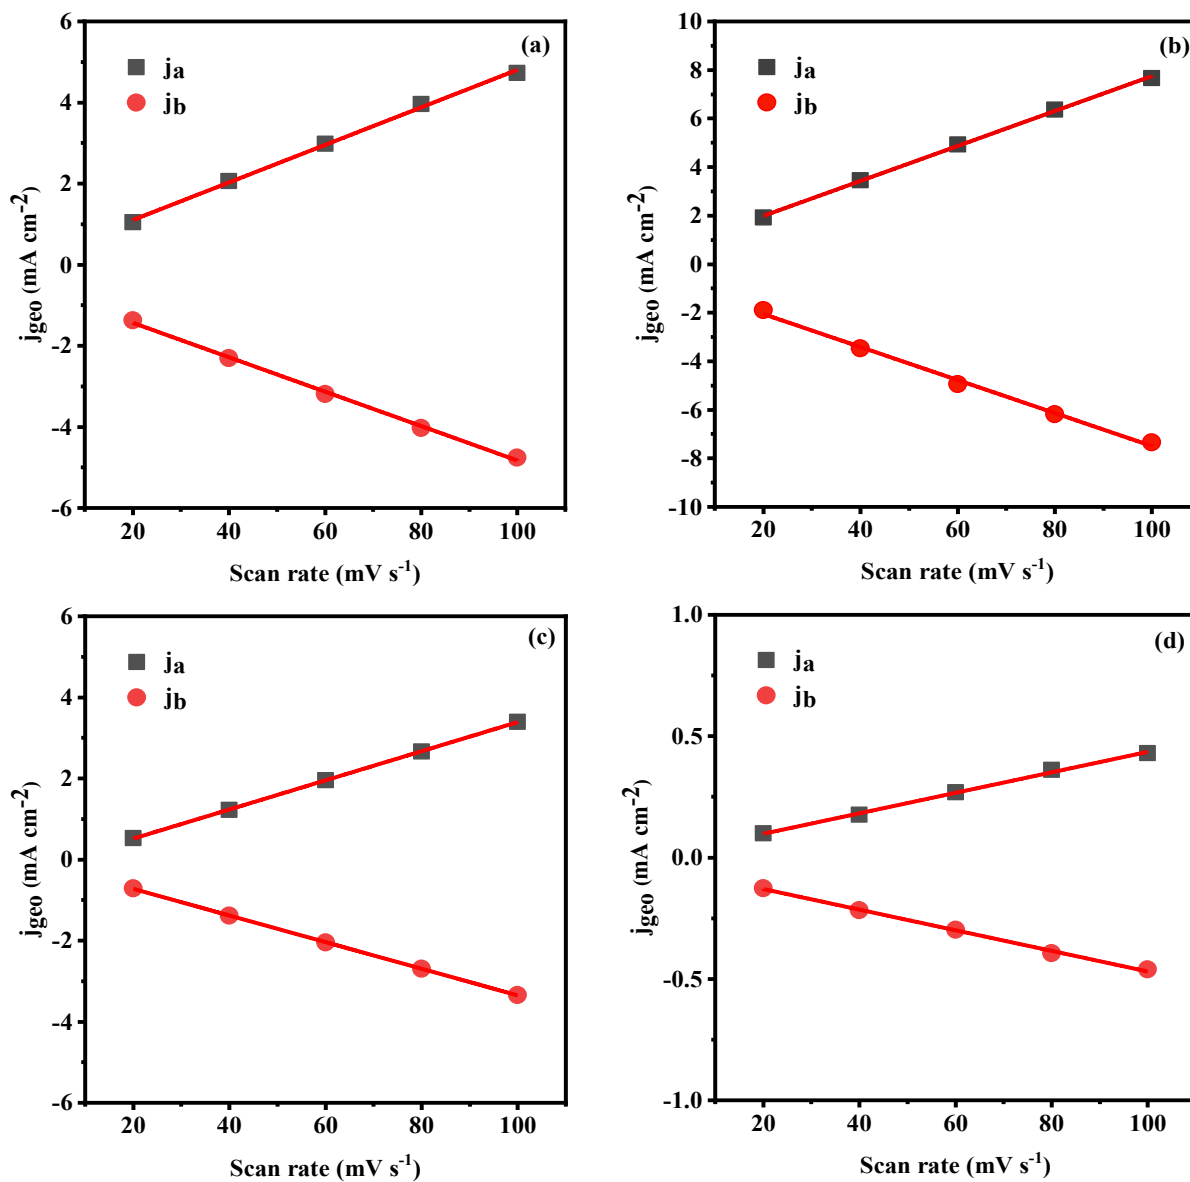 (a)
ja
jb
6
4
2
0
-2
-4
-6
jgeo (mA cm-2)
20 40 60 80 100
Scan rate (mV s-1)
(b)
ja
jb
10
8
6
4
2
0
-2
-4
-6
-8
-10
jgeo (mA cm-2)
20 40 60 80 100
Scan rate (mV s-1)
(c)
ja
jb
6
4
2
0
-2
-4
-6
jgeo (mA cm-2)
20 40 60 80 100
Scan rate (mV s-1)
(d)
ja
jb
1.0
0.5
0.0
-0.5
-1.0
jgeo (mA cm-2)
20 40 60 80 100
Scan rate (mV s-1)